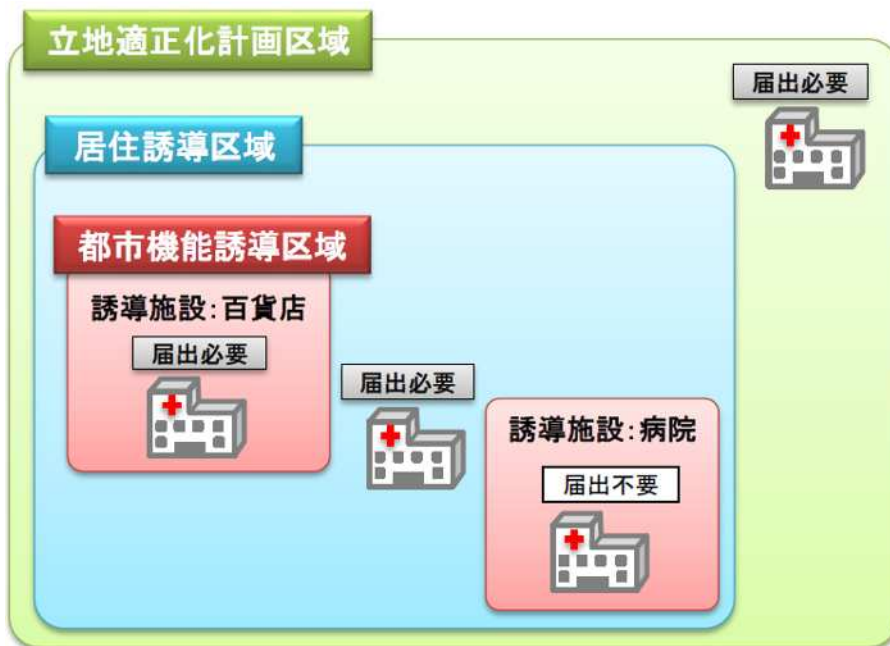 立地適正化計画区域
届出必要
居住誘導区域
都市機能誘導区域
誘導施設:百貨店
届出必要
届出必要
誘導施設:病院
届出不要